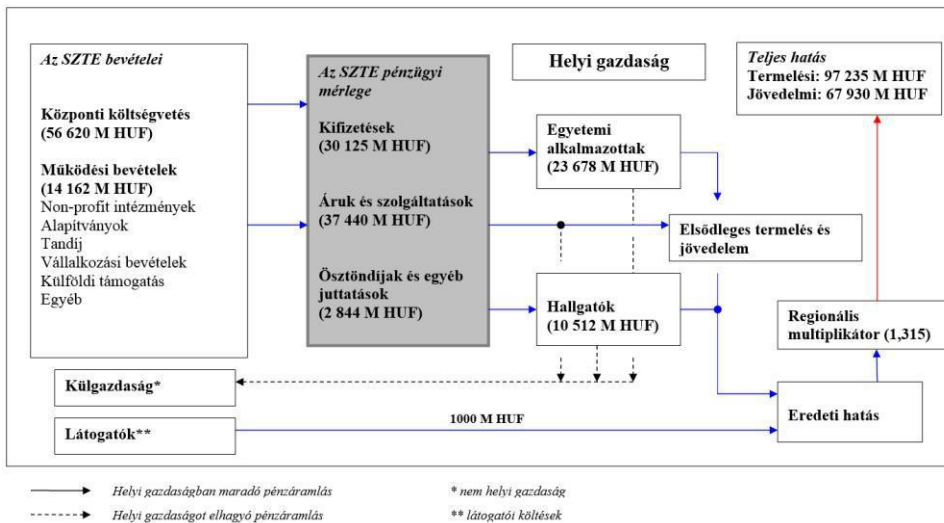 Az SZTE bevételei
Központi költségvetés
(56 620 M HUF)
Működési bevételek
(14 162 M HUF)
Non-profit intézmények
Alapítványok
Tandíj
Vállalkozási bevételek
Külföldi támogatás
Egyéb
Az SZTE pénzügyi
mérlege
Kifizetések
(30 125 M HUF)
Áruk és szolgáltatások
(37 440 M HUF)
Ösztöndíjak és egyéb
juttatások
(2 844 M HUF)
Helyi gazdaság
Egyetemi
alkalmazottak
(23 678 M HUF)
Hallgatók
(10 512 M HUF)
Teljes hatás
Termelési: 97 235 M HUF
Jövedelmi: 67 930 M HUF
Elsődleges termelés és
jövedelem
Regionális
multiplikátor (1,315)
Eredeti hatás
Külgazdaság*
Látogatók**
1000 M HUF
Helyi gazdaságban maradó pénzáramlás
* nem helyi gazdaság
Helyi gazdaságot elhagyó pénzáramlás
** látogatói költések